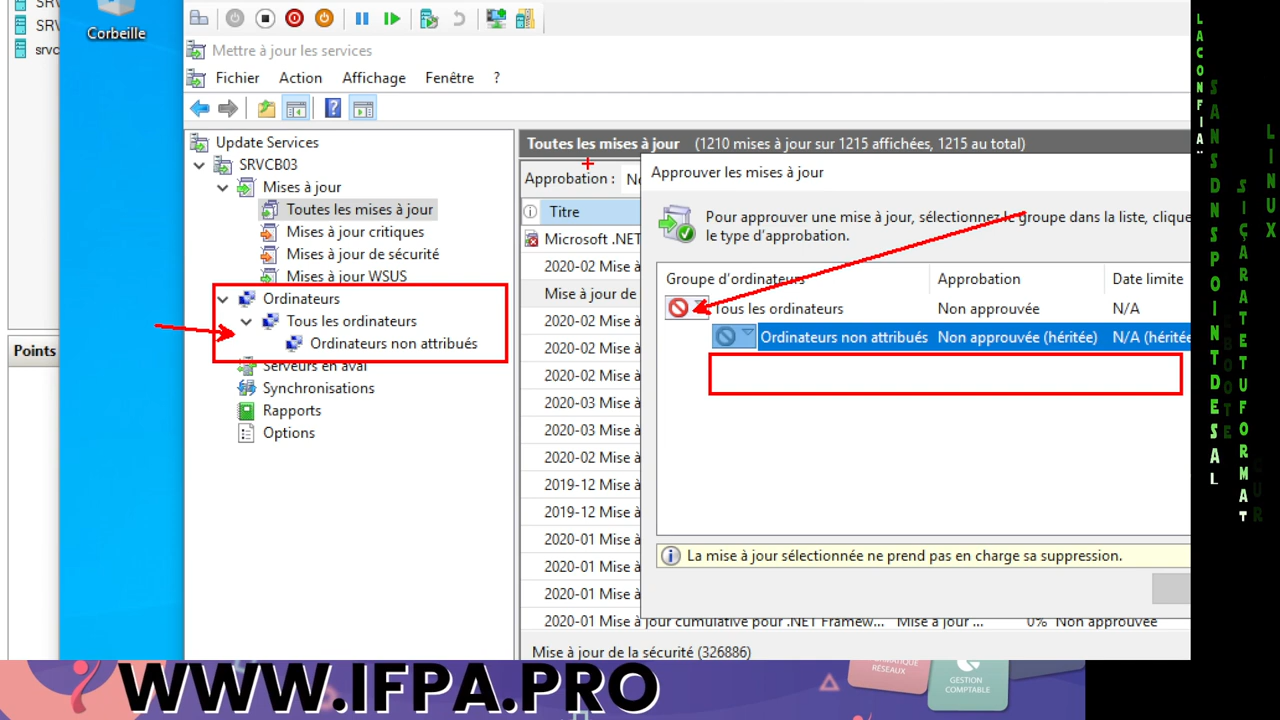 SRV
SRV
srvc
Points
Corbeille
Mettre à jour les services
Fichier Action Affichage Fenêtre ?
Update Services
SRVCB03
Mises à jour
Toutes les mises à jour
Mises à jour critiques
Mises à jour de sécurité
Mises à jour WSUS
Ordinateurs
Tous les ordinateurs
Ordinateurs non attribués
Serveurs en aval
Synchronisations
Rapports
Options
Toutes les mises à jour (1210 mises à jour sur 1215 affichées, 1215 au total)
Approbation :
Titre
Microsoft .NET
2020-02 Mise à
Mise à jour de
2020-02 Mise à
2020-02 Mise à
2020-02 Mise à
2020-03 Mise à
2020-03 Mise à
2020-02 Mise à
2019-12 Mise à
2019-12 Mise à
2020-01 Mise à
2020-01 Mise à
2020-01 Mise à
2020-01 Mise à jour cumulative pour .NET Framew... Mise à jour ... 0% Non approuvée
Mise à jour de la sécurité (326886)
Approuver les mises à jour
Pour approuver une mise à jour, sélectionnez le groupe dans la liste, clique
le type d'approbation.
Groupe d'ordinateurs Approbation Date limite
Tous les ordinateurs Non approuvée N/A
Ordinateurs non attribués Non approuvée (héritée) N/A (héritée
La mise à jour sélectionnée ne prend pas en charge sa suppression.
LACONFIAN
SANSDNSPOINTDESAL
SIÇARATETUFORMAT
LINUX
WWW.IFPA.PRO
RÉSEAUX
GESTION
COMPTABLE